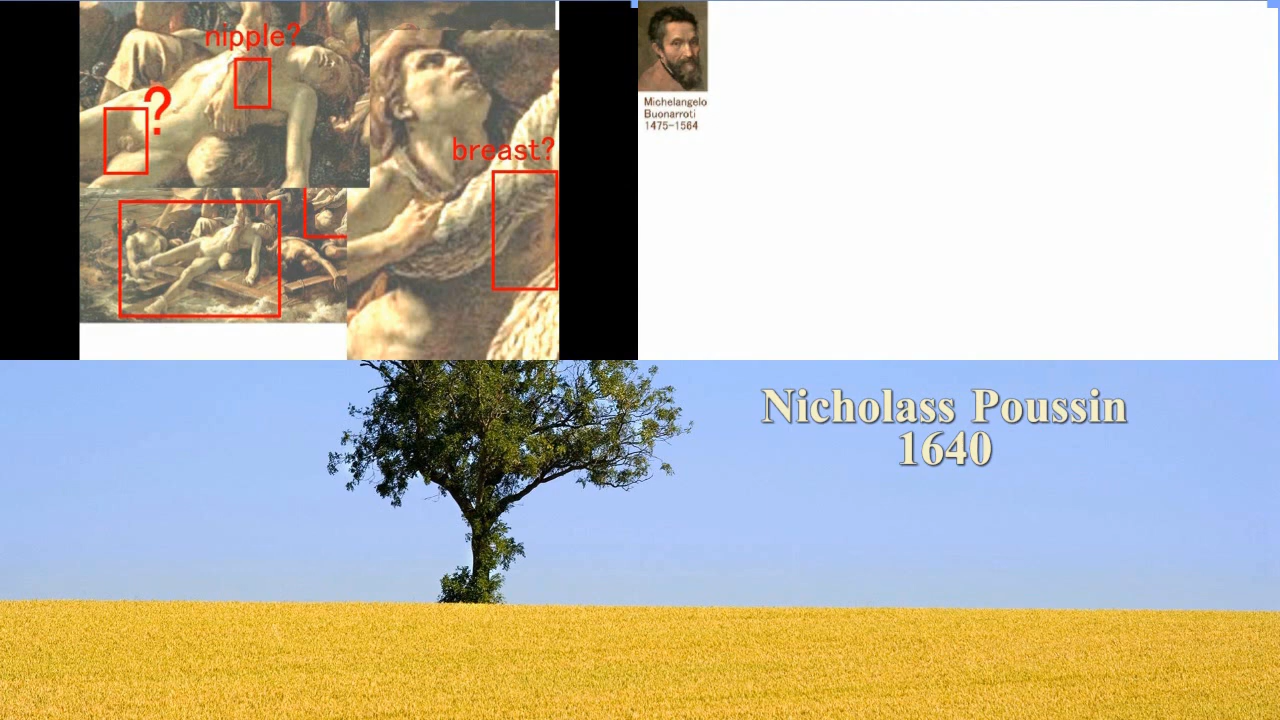 nipple?
?
breast?
Michelangelo
Buonarroti
1475-1564
Nicholass Poussin
1640